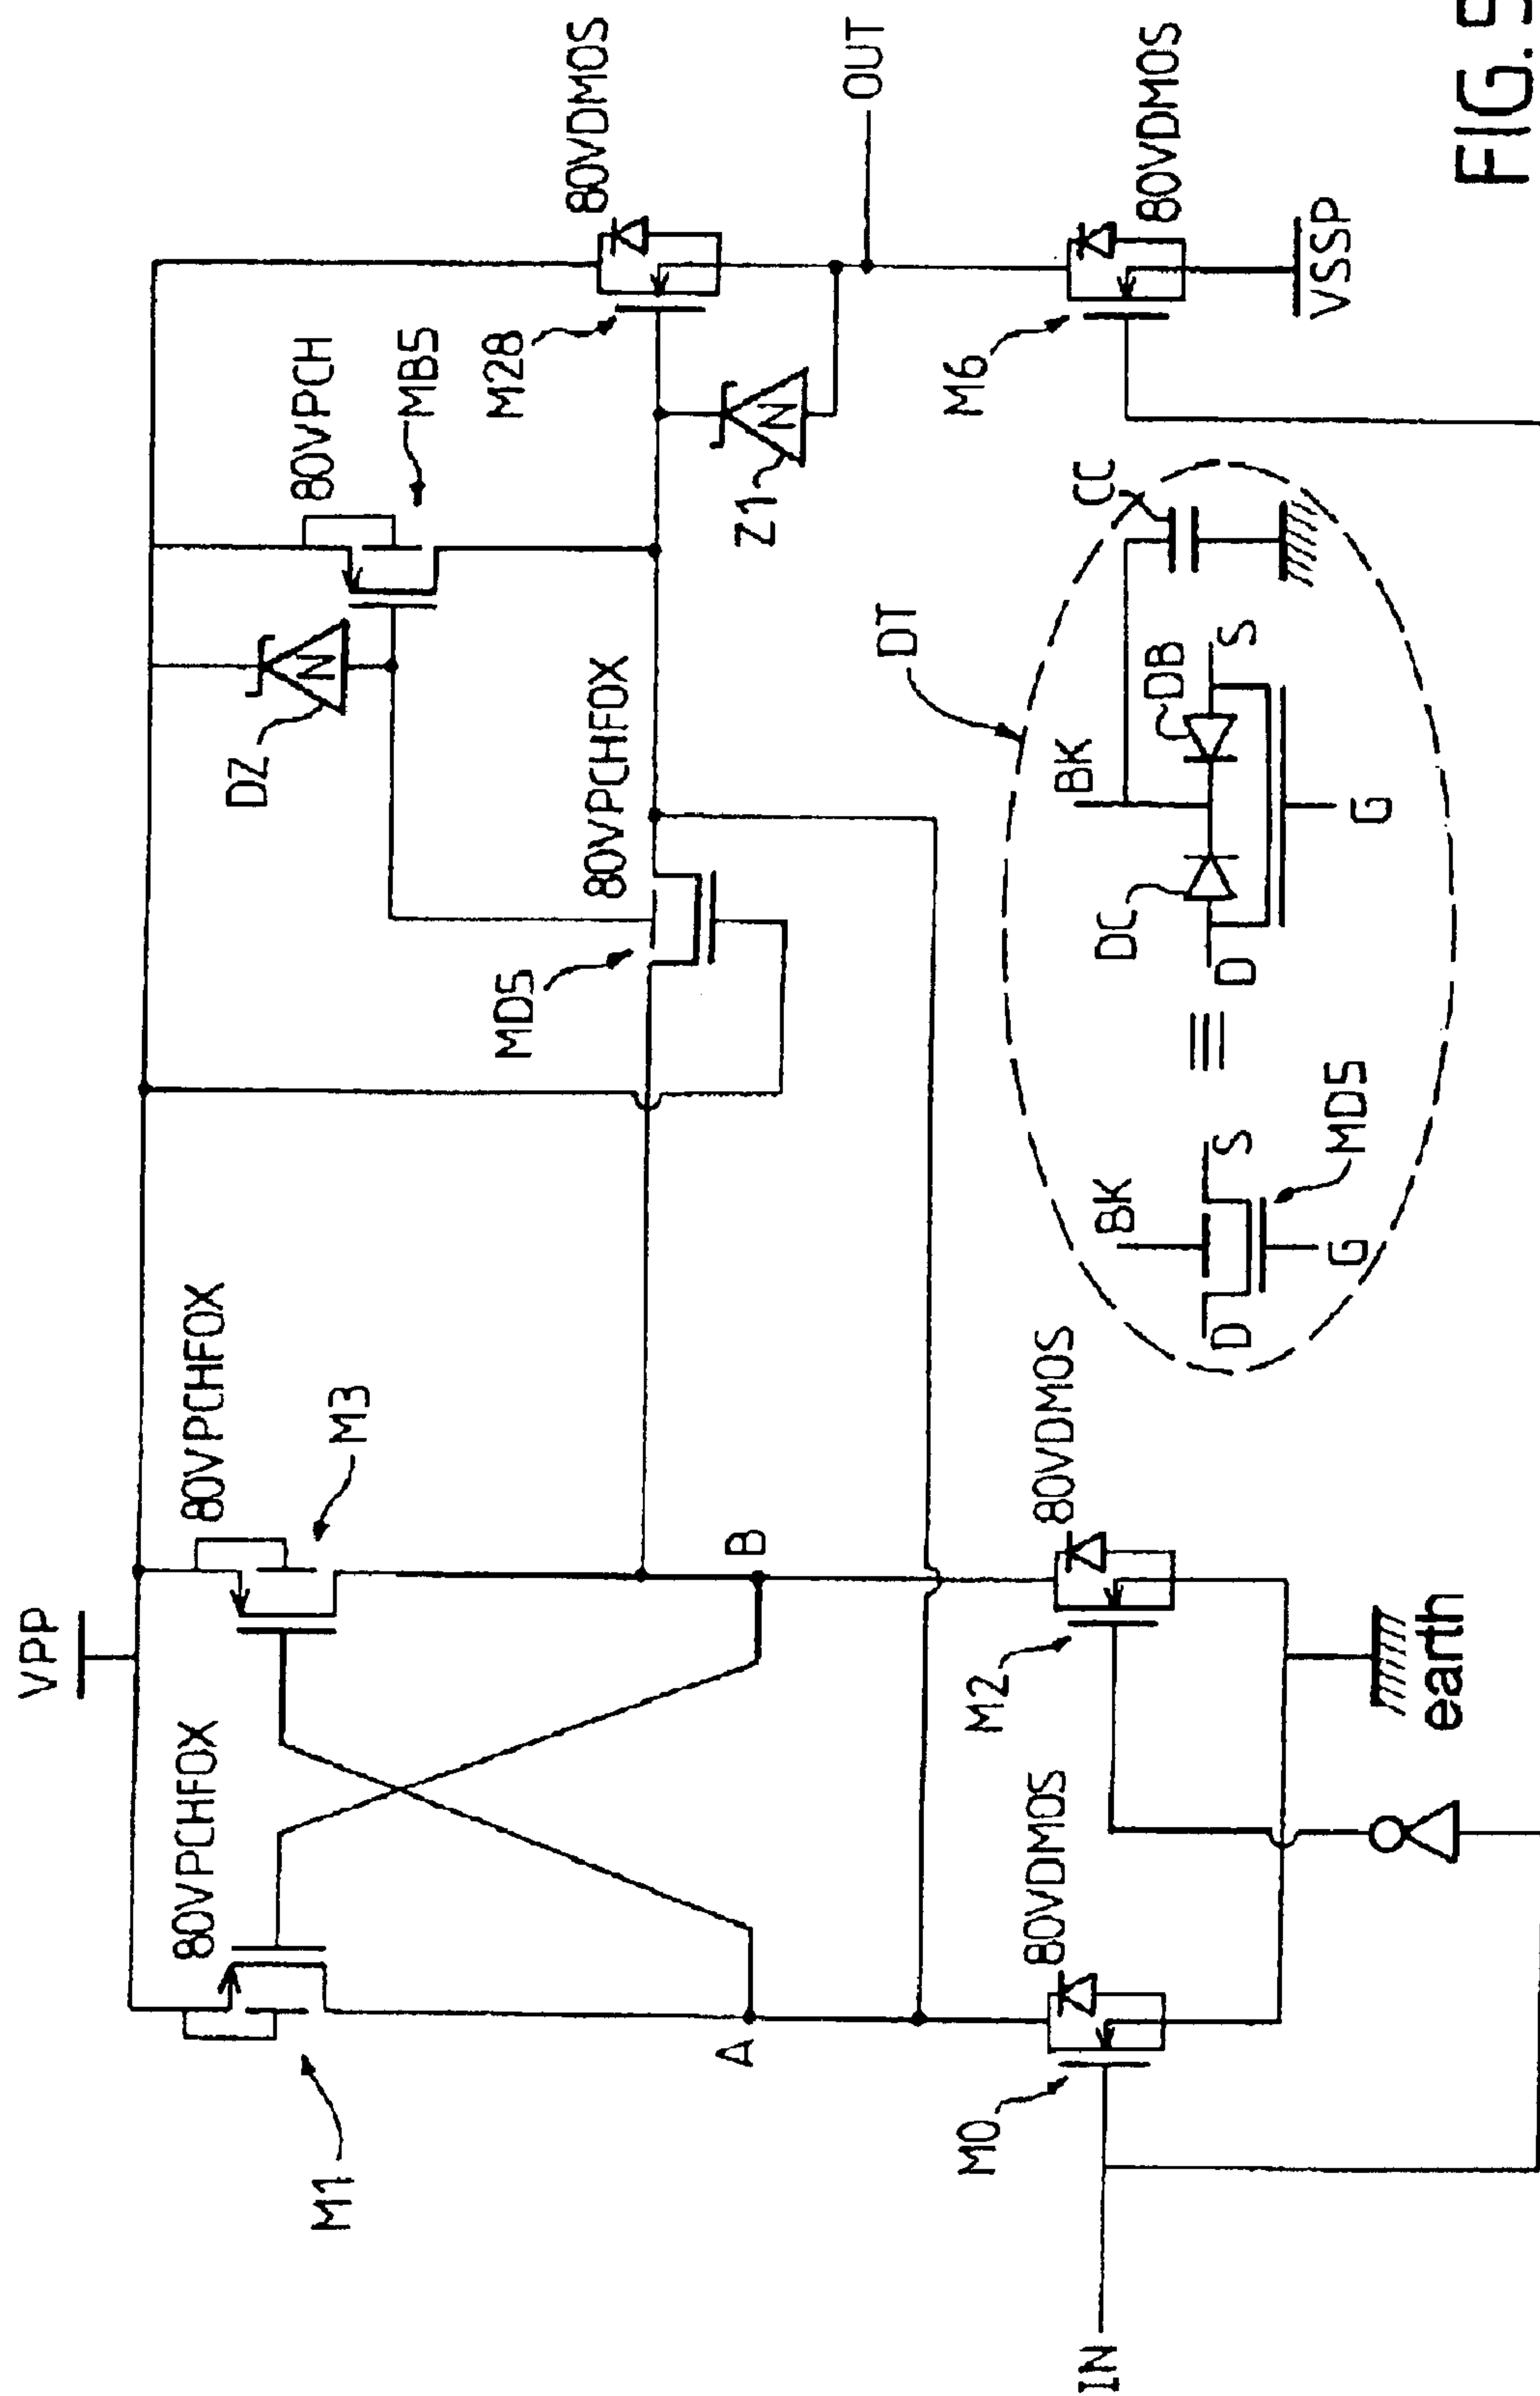 VPP
80VPCHFOX
M1
80VPCHFOX
M3
80VPCH
MB5
DZ
80VDMOS
M28
MD5
80VPCHFOX
Z1
OUT
A
B
IN
M0
80VDMOS
M2
80VDMOS
earth
DT
BK
D
S
G
MD5
≡
BK
DC
DB
D
S
G
CC
M6
80VDMOS
VSSP
FIG. 5